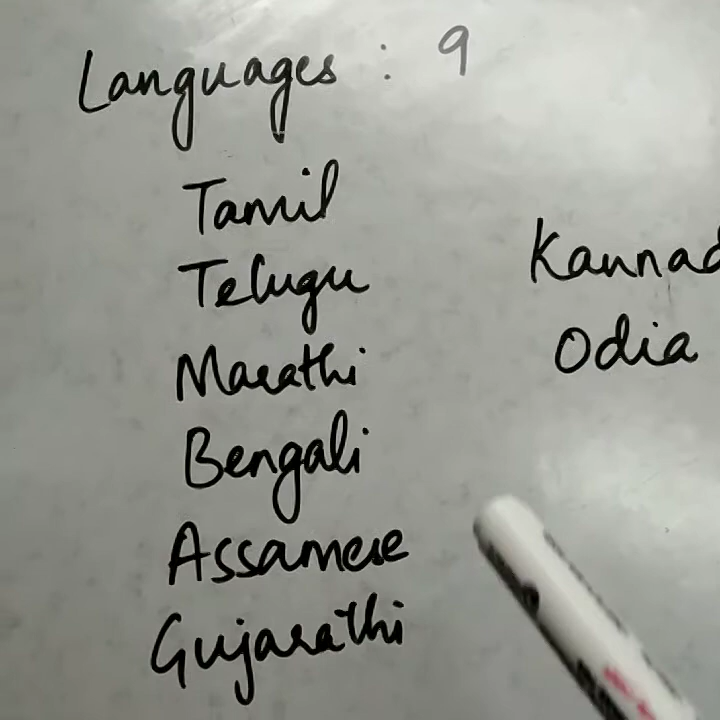 Languages : 9
Tamil
Telugu
Marathi
Bengali
Assamese
Gujarathi
Kannad
Odia